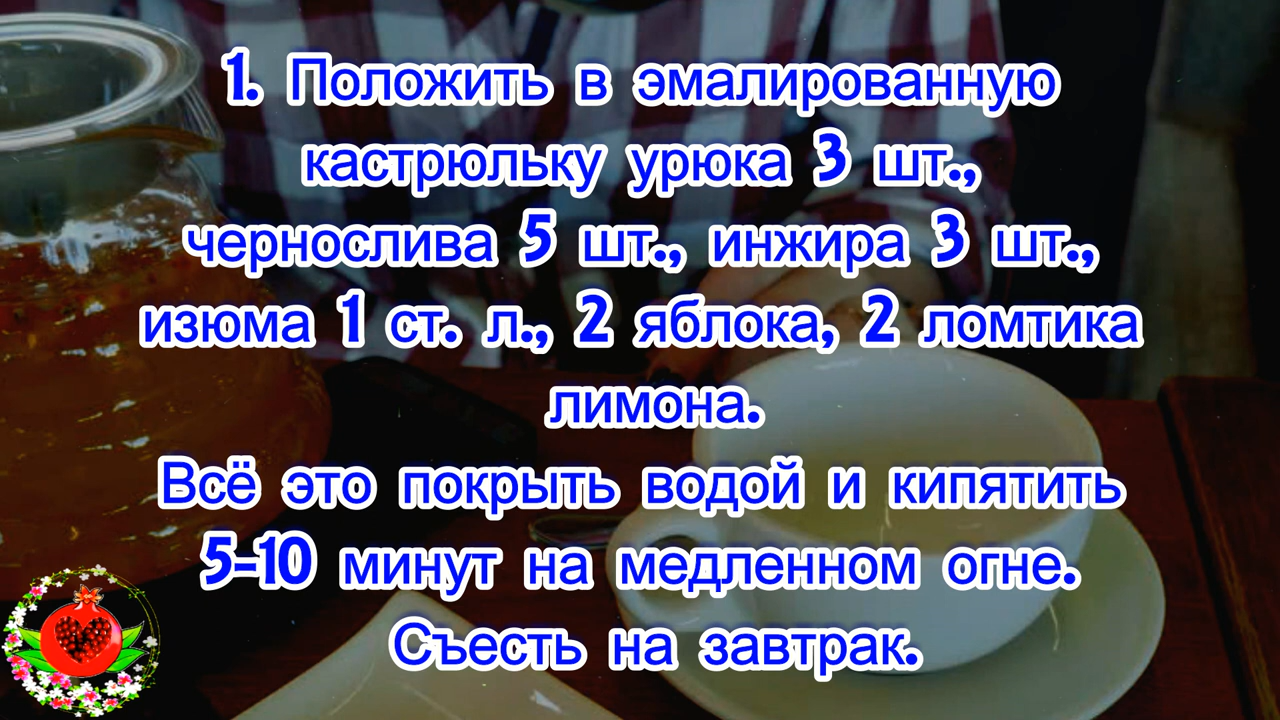 1. Положить в эмалированную
кастрюльку урюка 3 шт.,
чернослива 5 шт., инжира 3 шт.,
изюма 1 ст. л., 2 яблока, 2 ломтика
лимона.
Всё это покрыть водой и кипятить
5-10 минут на медленном огне.
Съесть на завтрак.